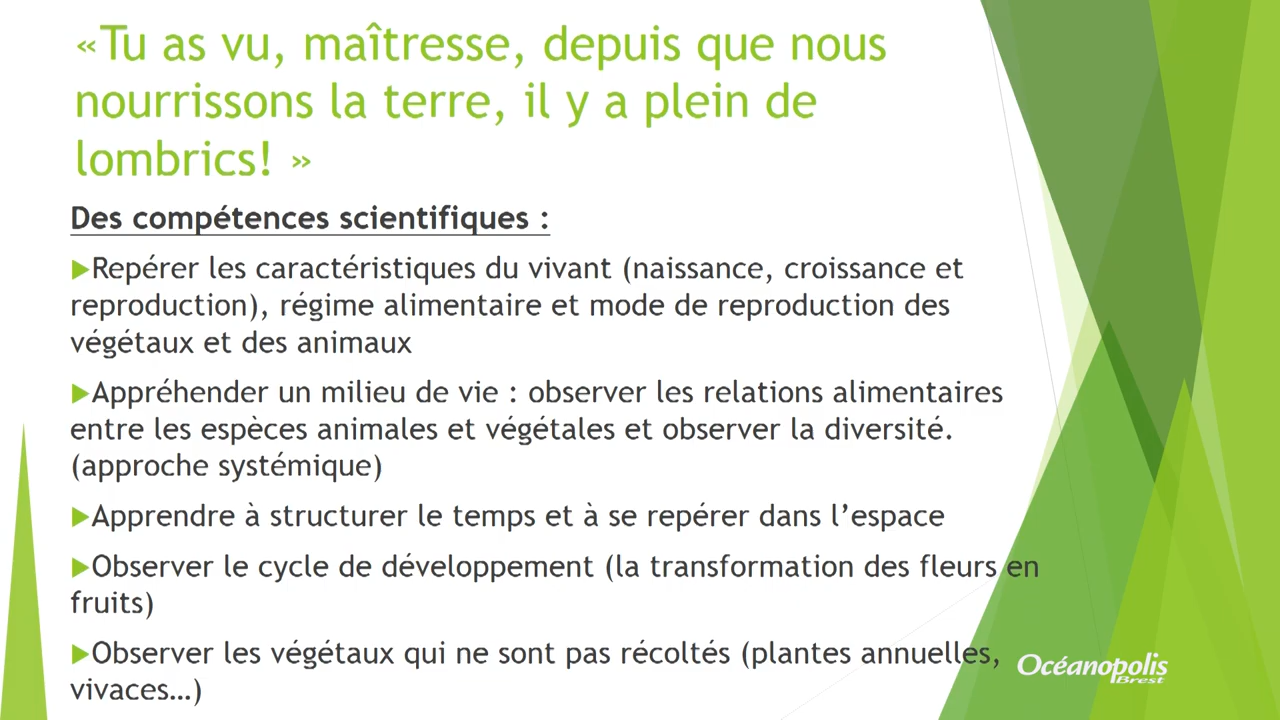 «Tu as vu, maîtresse, depuis que nous
nourrissons la terre, il y a plein de
lombrics! »
Des compétences scientifiques :
Repérer les caractéristiques du vivant (naissance, croissance et
reproduction), régime alimentaire et mode de reproduction des
végétaux et des animaux
Appréhender un milieu de vie : observer les relations alimentaires
entre les espèces animales et végétales et observer la diversité.
(approche systémique)
Apprendre à structurer le temps et à se repérer dans l’espace
Observer le cycle de développement (la transformation des fleurs en
fruits)
Observer les végétaux qui ne sont pas récoltés (plantes annuelles,
vivaces…)
Océanopolis
Brest